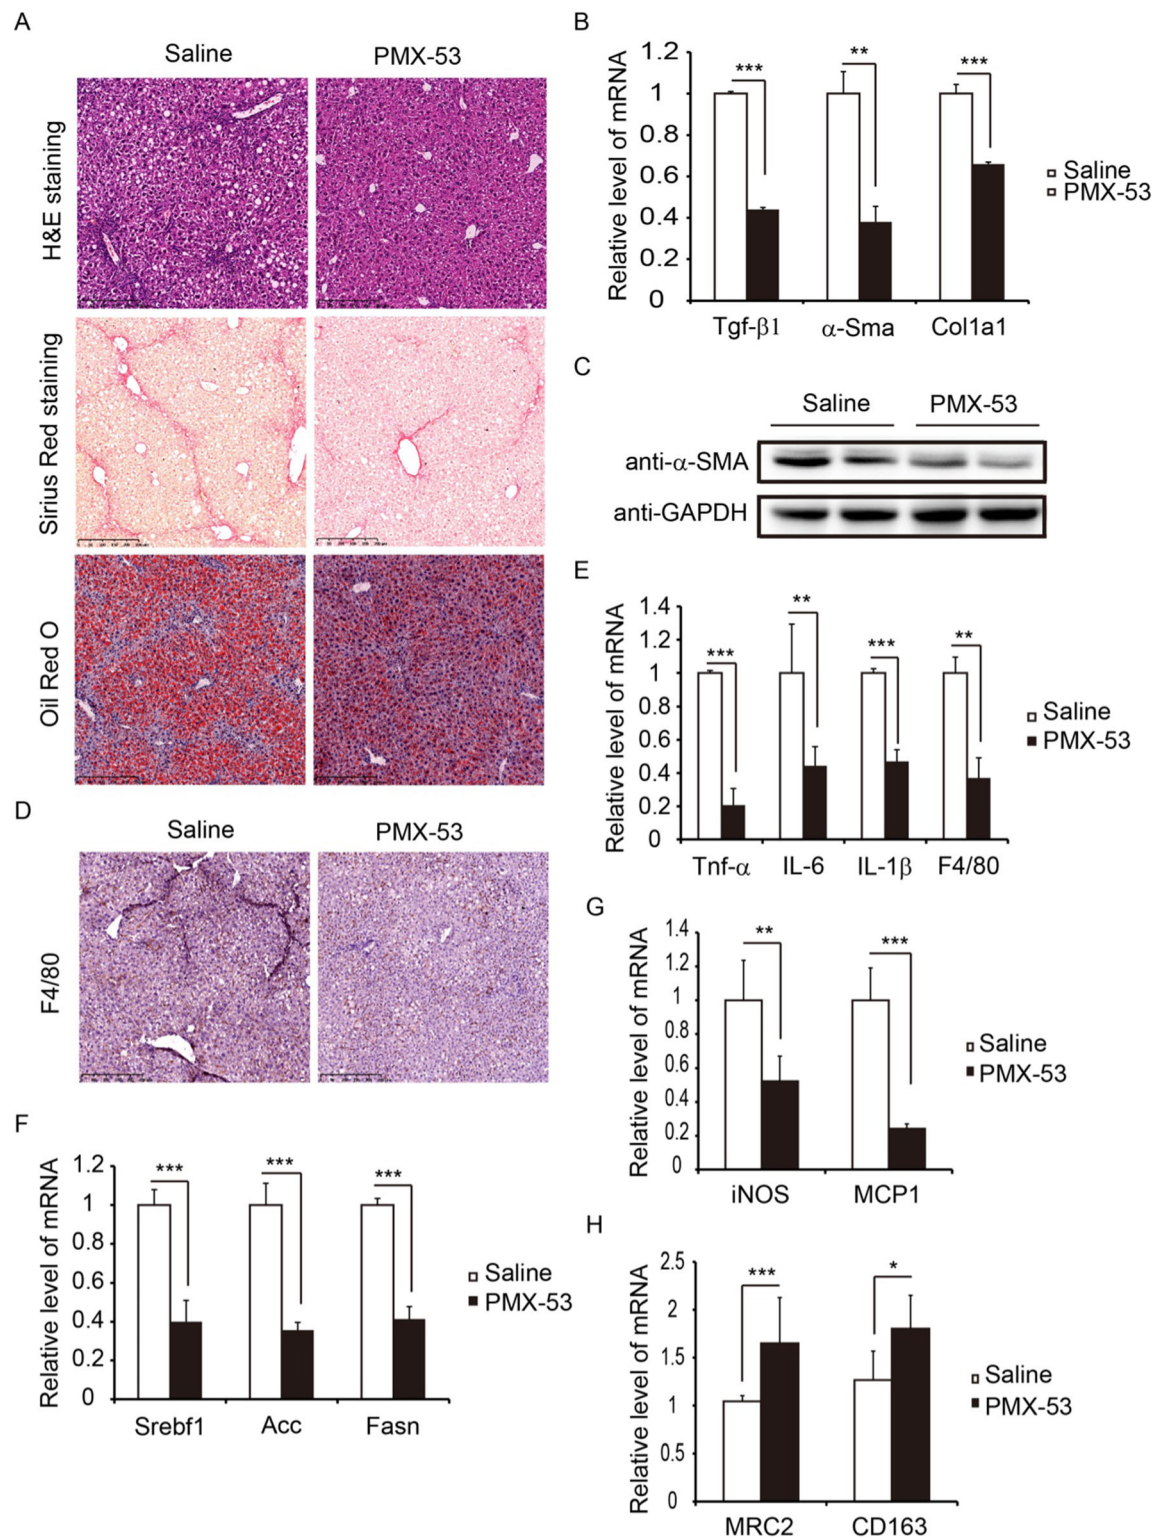 A
Saline
PMX-53
H&E staining
Sirius Red staining
Oil Red O
B
Relative level of mRNA
1.2
1
0.8
0.6
0.4
0.2
0
***
**
***
Tgf-β1
α-Sma
Col1a1
Saline
PMX-53
C
Saline
PMX-53
anti-α-SMA
anti-GAPDH
D
Saline
PMX-53
F4/80
E
Relative level of mRNA
1.4
1.2
1
0.8
0.6
0.4
0.2
0
***
**
***
**
Tnf-α
IL-6
IL-1β
F4/80
Saline
PMX-53
F
Relative level of mRNA
1.2
1
0.8
0.6
0.4
0.2
0
***
***
***
Srebf1
Acc
Fasn
Saline
PMX-53
G
Relative level of mRNA
1.4
1.2
1
0.8
0.6
0.4
0.2
0
**
***
iNOS
MCP1
Saline
PMX-53
H
Relative level of mRNA
2.5
2
1.5
1
0.5
0
***
*
MRC2
CD163
Saline
PMX-53